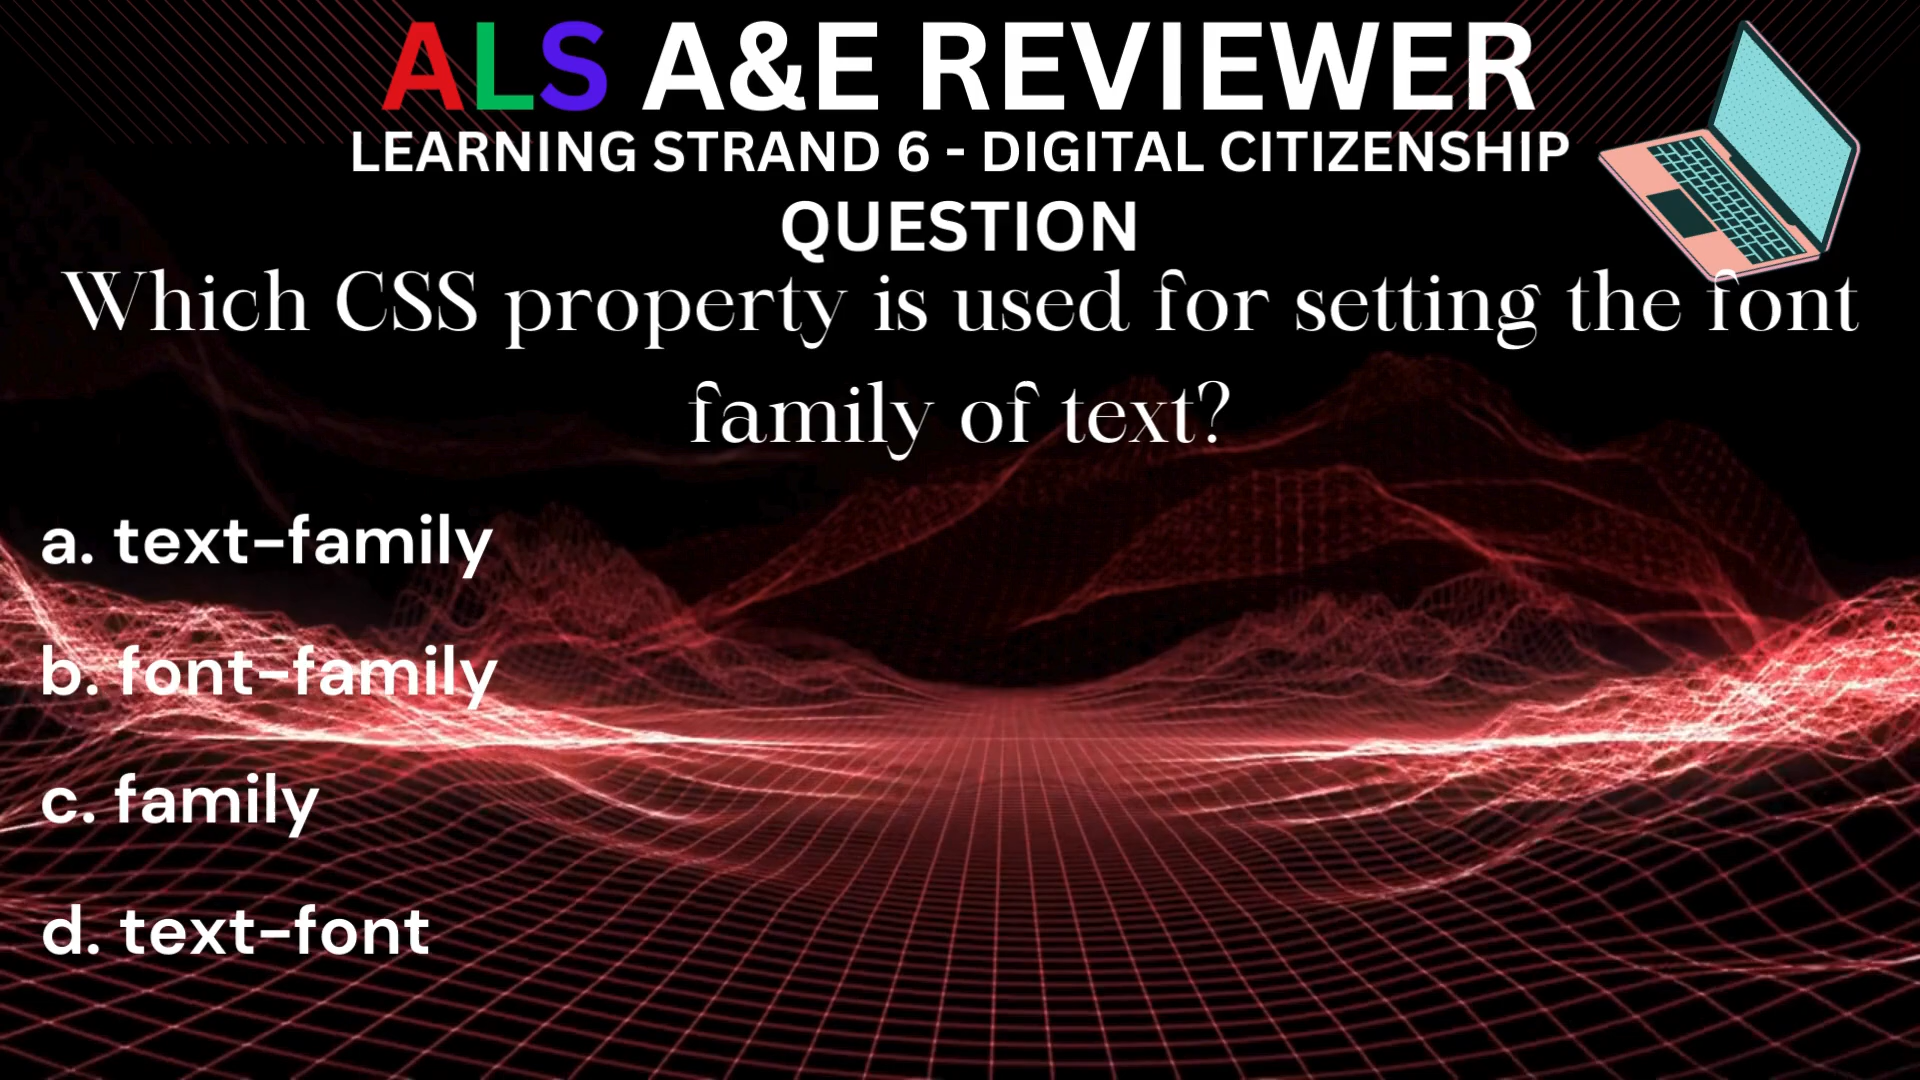 ALS A&E REVIEWER
LEARNING STRAND 6 - DIGITAL CITIZENSHIP
QUESTION
Which CSS property is used for setting the font
family of text?
a. text-family
b. font-family
c. family
d. text-font